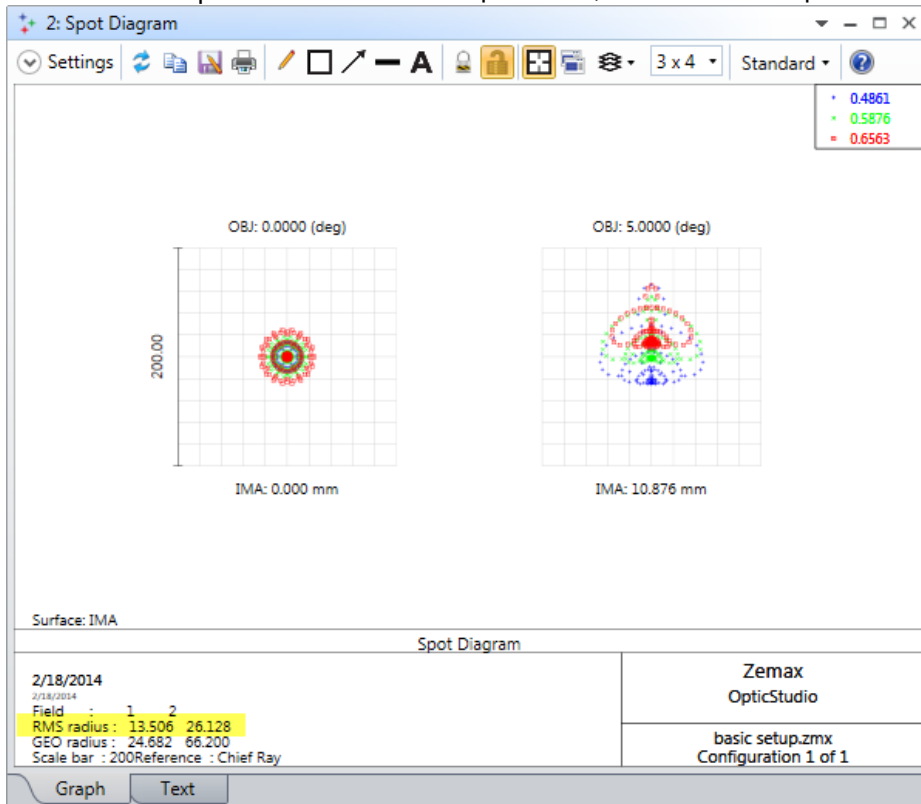 2: Spot Diagram
Settings
A
3 x 4
Standard
?
0.4861
0.5876
0.6563
OBJ: 0.0000 (deg)
OBJ: 5.0000 (deg)
200.00
IMA: 0.000 mm
IMA: 10.876 mm
Surface: IMA
Spot Diagram
2/18/2014
2/18/2014
Field : 1 2
RMS radius : 13.506 26.128
GEO radius : 24.682 66.200
Scale bar : 200Reference : Chief Ray
Zemax
OpticStudio
basic setup.zmx
Configuration 1 of 1
Graph
Text